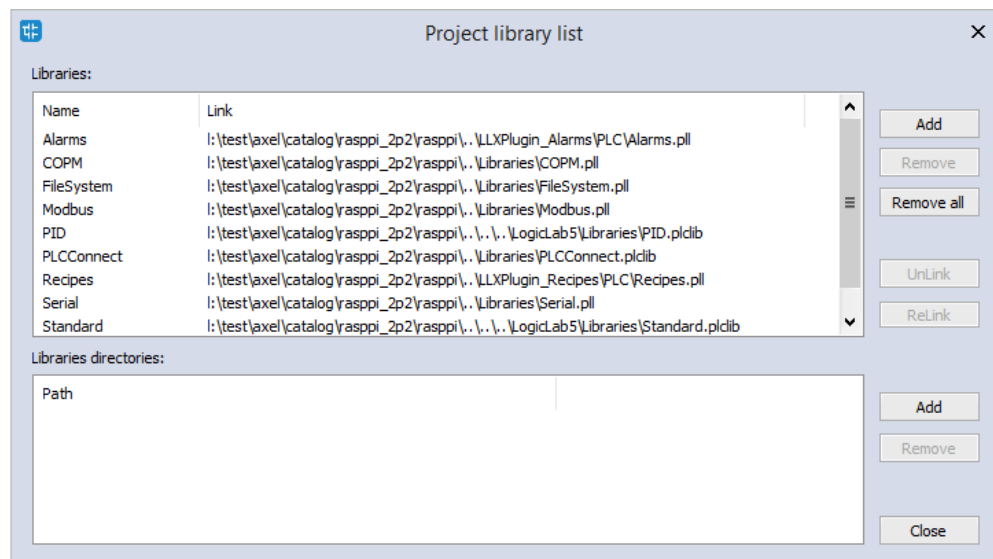 Project library list
Libraries:
Name Link
Add
Alarms l:\test\axel\catalog\rasppi_2p2\rasppi\..\LLXPlugin_Alarms\PLC\Alarms.pll
COPM l:\test\axel\catalog\rasppi_2p2\rasppi\..\Libraries\COPM.pll
Remove
FileSystem l:\test\axel\catalog\rasppi_2p2\rasppi\..\Libraries\FileSystem.pll
Modbus l:\test\axel\catalog\rasppi_2p2\rasppi\..\Libraries\Modbus.pll
Remove all
PID l:\test\axel\catalog\rasppi_2p2\rasppi\..\..\..\LogicLab5\Libraries\PID.plclib
PLCConnect l:\test\axel\catalog\rasppi_2p2\rasppi\..\Libraries\PLCConnect.plclib
Recipes l:\test\axel\catalog\rasppi_2p2\rasppi\..\LLXPlugin_Recipes\PLC\Recipes.pll
UnLink
Serial l:\test\axel\catalog\rasppi_2p2\rasppi\..\Libraries\Serial.pll
ReLink
Standard l:\test\axel\catalog\rasppi_2p2\rasppi\..\..\..\LogicLab5\Libraries\Standard.plclib
Libraries directories:
Path
Add
Remove
Close